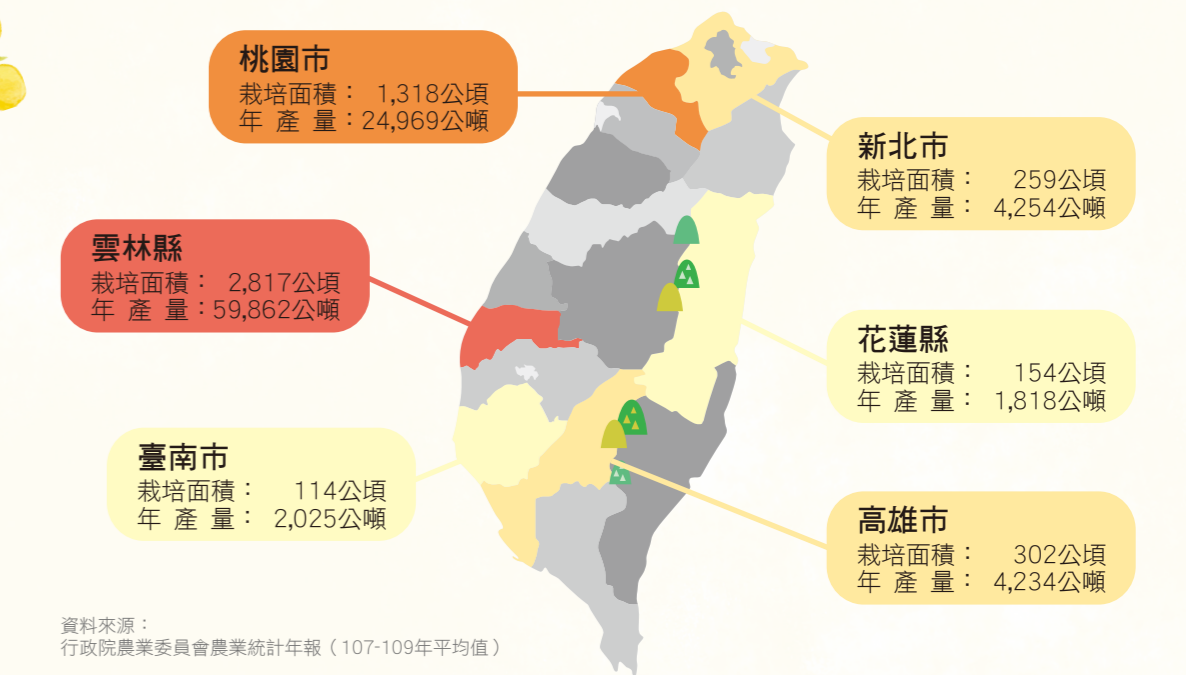 桃園市
栽培面積： 1,318公頃
年 產 量：24,969公噸
新北市
栽培面積： 259公頃
年 產 量： 4,254公噸
雲林縣
栽培面積： 2,817公頃
年 產 量：59,862公噸
花蓮縣
栽培面積： 154公頃
年 產 量： 1,818公噸
臺南市
栽培面積： 114公頃
年 產 量： 2,025公噸
高雄市
栽培面積： 302公頃
年 產 量： 4,234公噸
資料來源：
行政院農業委員會農業統計年報（107-109年平均值）